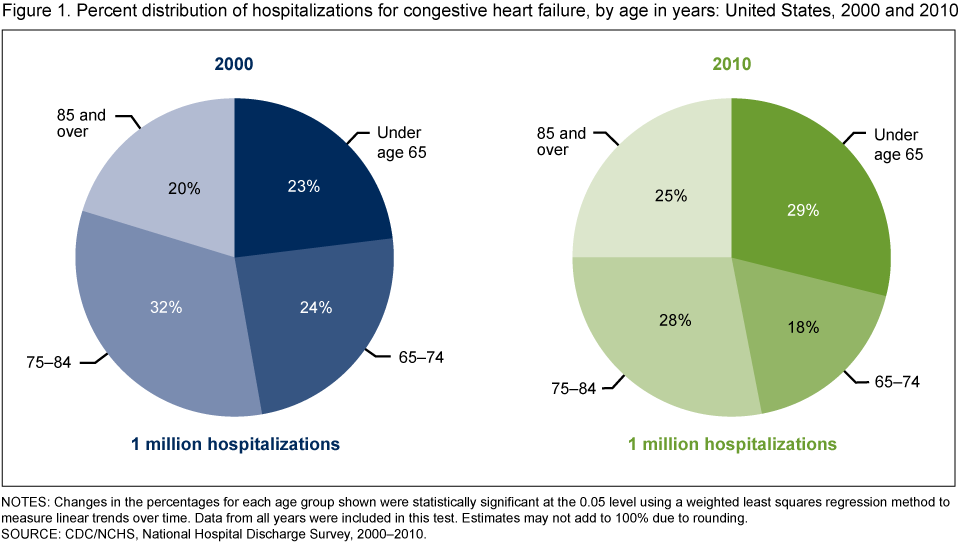 Figure 1. Percent distribution of hospitalizations for congestive heart failure, by age in years: United States, 2000 and 2010
2000
85 and
over
Under
age 65
20%
23%
32%
24%
75–84
65–74
1 million hospitalizations
2010
85 and
over
Under
age 65
25%
29%
28%
18%
75–84
65–74
1 million hospitalizations
NOTES: Changes in the percentages for each age group shown were statistically significant at the 0.05 level using a weighted least squares regression method to
measure linear trends over time. Data from all years were included in this test. Estimates may not add to 100% due to rounding.
SOURCE: CDC/NCHS, National Hospital Discharge Survey, 2000–2010.